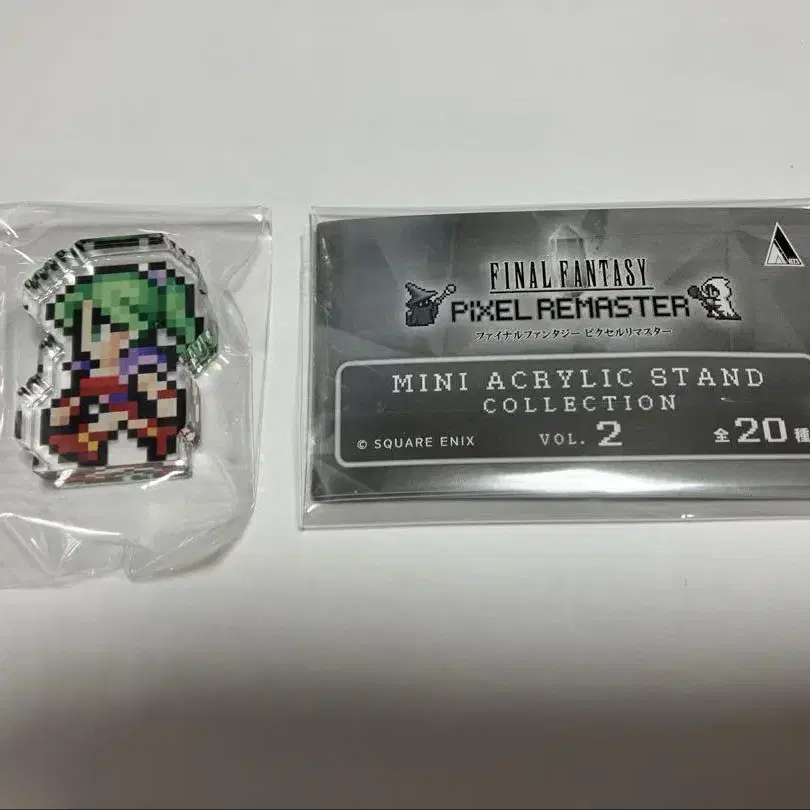 FINAL FANTASY
PIXEL REMASTER
ファイナルファンタジー ピクセルリマスター
MINI ACRYLIC STAND
COLLECTION
© SQUARE ENIX VOL. 2 全20種